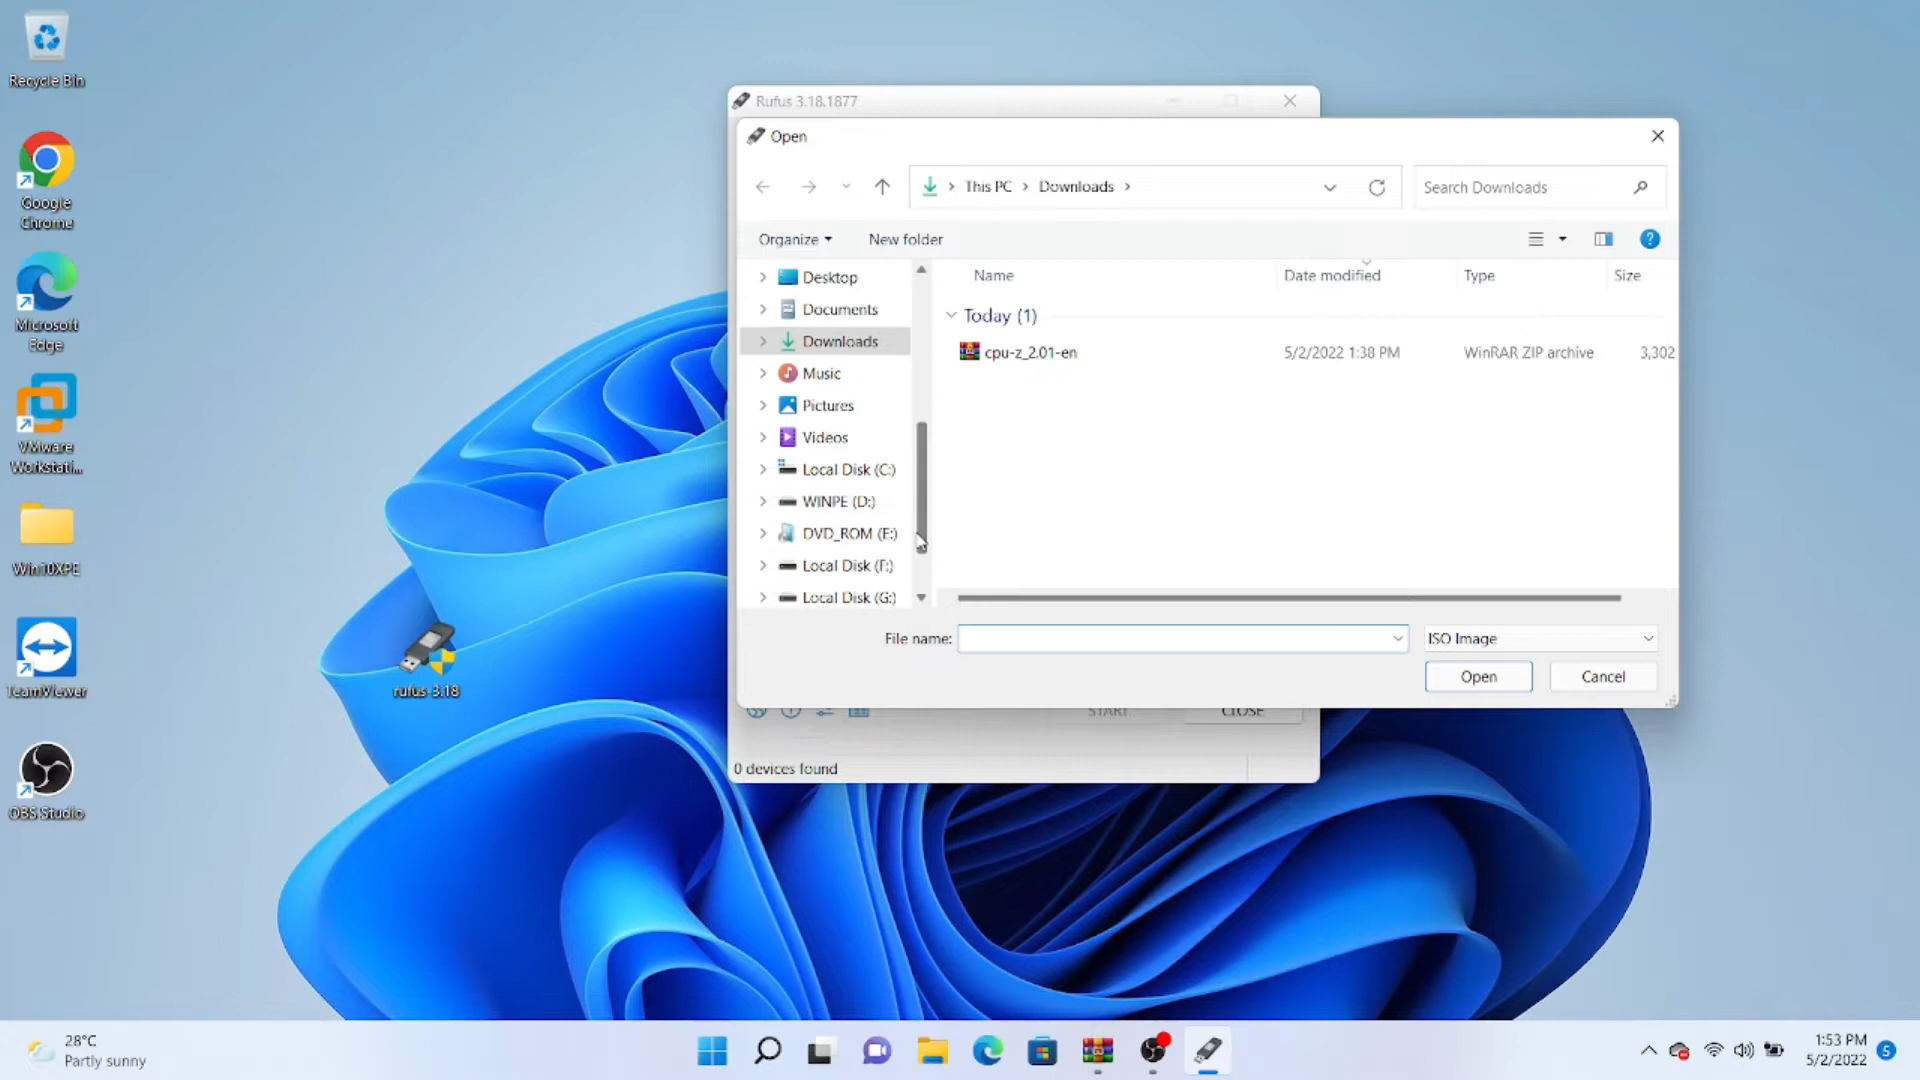 Recycle Bin
Google
Chrome
Microsoft
Edge
VMware
Workstati...
Win10XPE
TeamViewer
OBS Studio
rufus-3.18
Rufus 3.18.1877
Open
This PC > Downloads >
Search Downloads
Organize
New folder
Desktop
Documents
Downloads
Music
Pictures
Videos
Local Disk (C:)
WINPE (D:)
DVD_ROM (E:)
Local Disk (F:)
Local Disk (G:)
Name Date modified Type Size
Today (1)
cpu-z_2.01-en 5/2/2022 1:38 PM WinRAR ZIP archive 3,302
File name:
ISO Image
Open
Cancel
START
CLOSE
0 devices found
28°C
Partly sunny
1:53 PM
5/2/2022
5